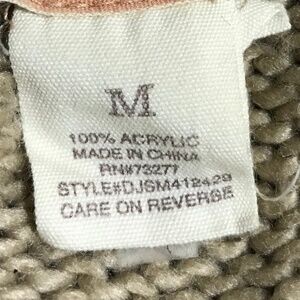 M
100% ACRYLIC
MADE IN CHINA
RN#73277
STYLE#DJSM412429
CARE ON REVERSE